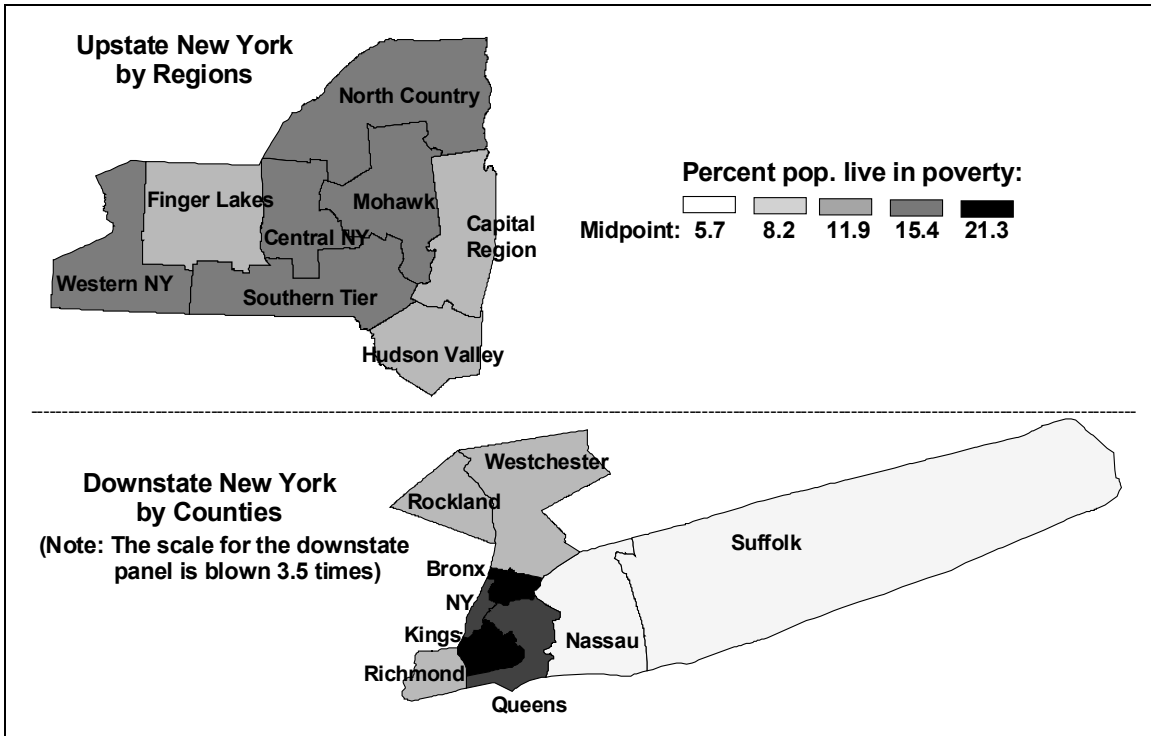 Upstate New York
by Regions
North Country
Finger Lakes
Mohawk
Central NY
Capital
Region
Western NY
Southern Tier
Hudson Valley
Percent pop. live in poverty:
Midpoint: 5.7 8.2 11.9 15.4 21.3
Downstate New York
by Counties
(Note: The scale for the downstate
panel is blown 3.5 times)
Westchester
Rockland
Suffolk
Bronx
NY
Kings
Nassau
Richmond
Queens